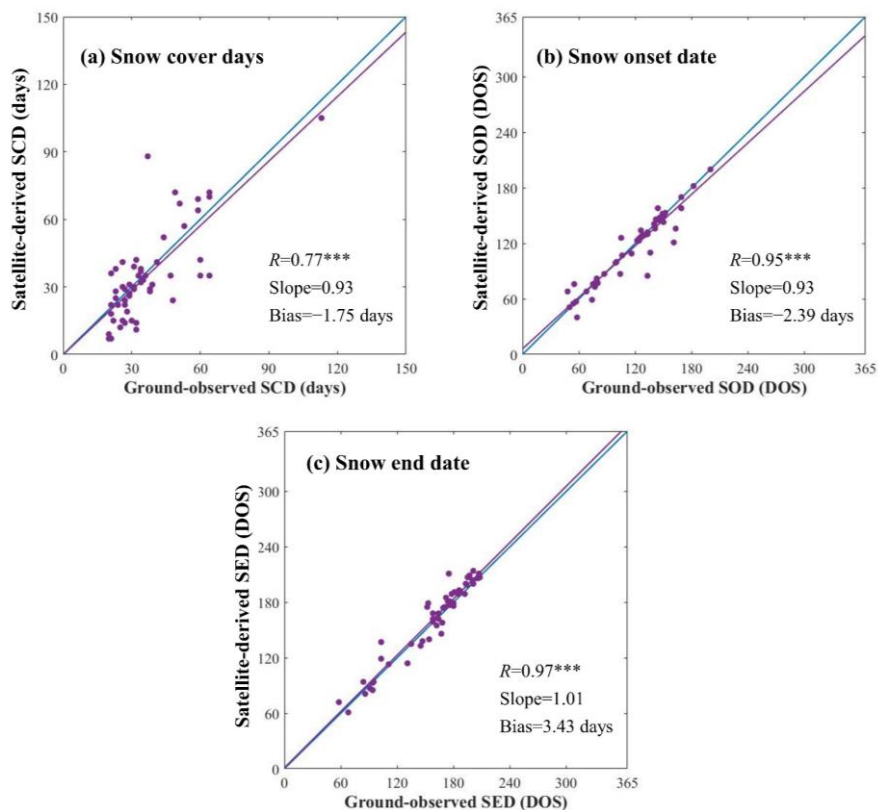 (a) Snow cover days
Satellite-derived SCD (days)
150
120
90
60
30
0
R=0.77***
Slope=0.93
Bias=−1.75 days
0 30 60 90 120 150
Ground-observed SCD (days)
(b) Snow onset date
Satellite-derived SOD (DOS)
365
300
240
180
120
60
0
R=0.95***
Slope=0.93
Bias=−2.39 days
0 60 120 180 240 300 365
Ground-observed SOD (DOS)
(c) Snow end date
Satellite-derived SED (DOS)
365
300
240
180
120
60
0
R=0.97***
Slope=1.01
Bias=3.43 days
0 60 120 180 240 300 365
Ground-observed SED (DOS)